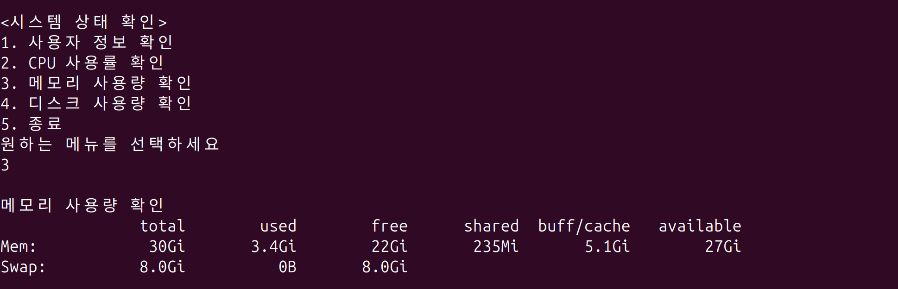 <시스템 상태 확인>
1. 사용자 정보 확인
2. CPU 사용률 확인
3. 메모리 사용량 확인
4. 디스크 사용량 확인
5. 종료
원하는 메뉴를 선택하세요
3
메모리 사용량 확인
total used free shared buff/cache available
Mem: 30Gi 3.4Gi 22Gi 235Mi 5.1Gi 27Gi
Swap: 8.0Gi 0B 8.0Gi